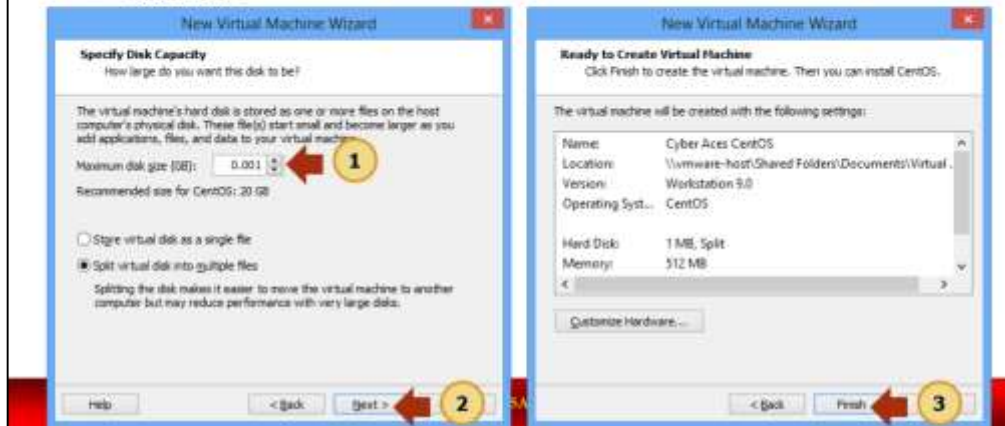 New Virtual Machine Wizard
Specify Disk Capacity
How large do you want this disk to be?
The virtual machine's hard disk is stored as one or more files on the host
computer's physical disk. These file(s) start small and become larger as you
add applications, files, and data to your virtual
Maximum disk size (GB): 0.001
1
Recommended size for CentOS: 20 GB
Store virtual disk as a single file
Split virtual disk into multiple files
Splitting the disk makes it easier to move the virtual machine to another
computer but may reduce performance with very large disks.
Help
< Back
Next >
2
New Virtual Machine Wizard
Ready to Create Virtual Machine
Click Finish to create the virtual machine. Then you can install CentOS.
The virtual machine will be created with the following settings:
Name: Cyber Aces CentOS
Location: \\vmware-host\Shared Folders\Documents\Virtual .
Version: Workstation 9.0
Operating Syst... CentOS
Hard Disk: 1 MB, Split
Memory: 512 MB
Customize Hardware...
< Back
Finish
3